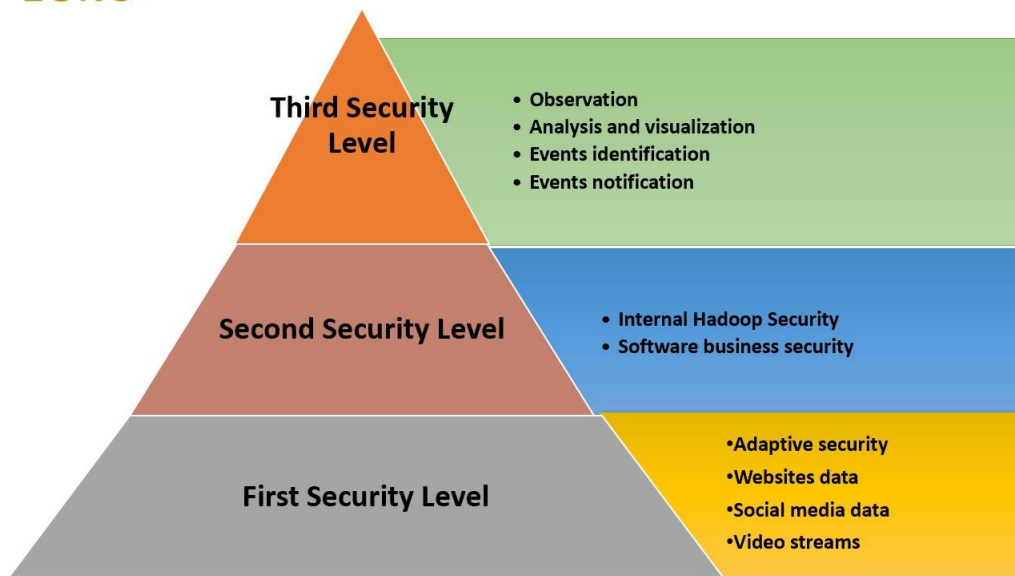 Third Security
Level
• Observation
• Analysis and visualization
• Events identification
• Events notification
Second Security Level
• Internal Hadoop Security
• Software business security
First Security Level
•Adaptive security
•Websites data
•Social media data
•Video streams